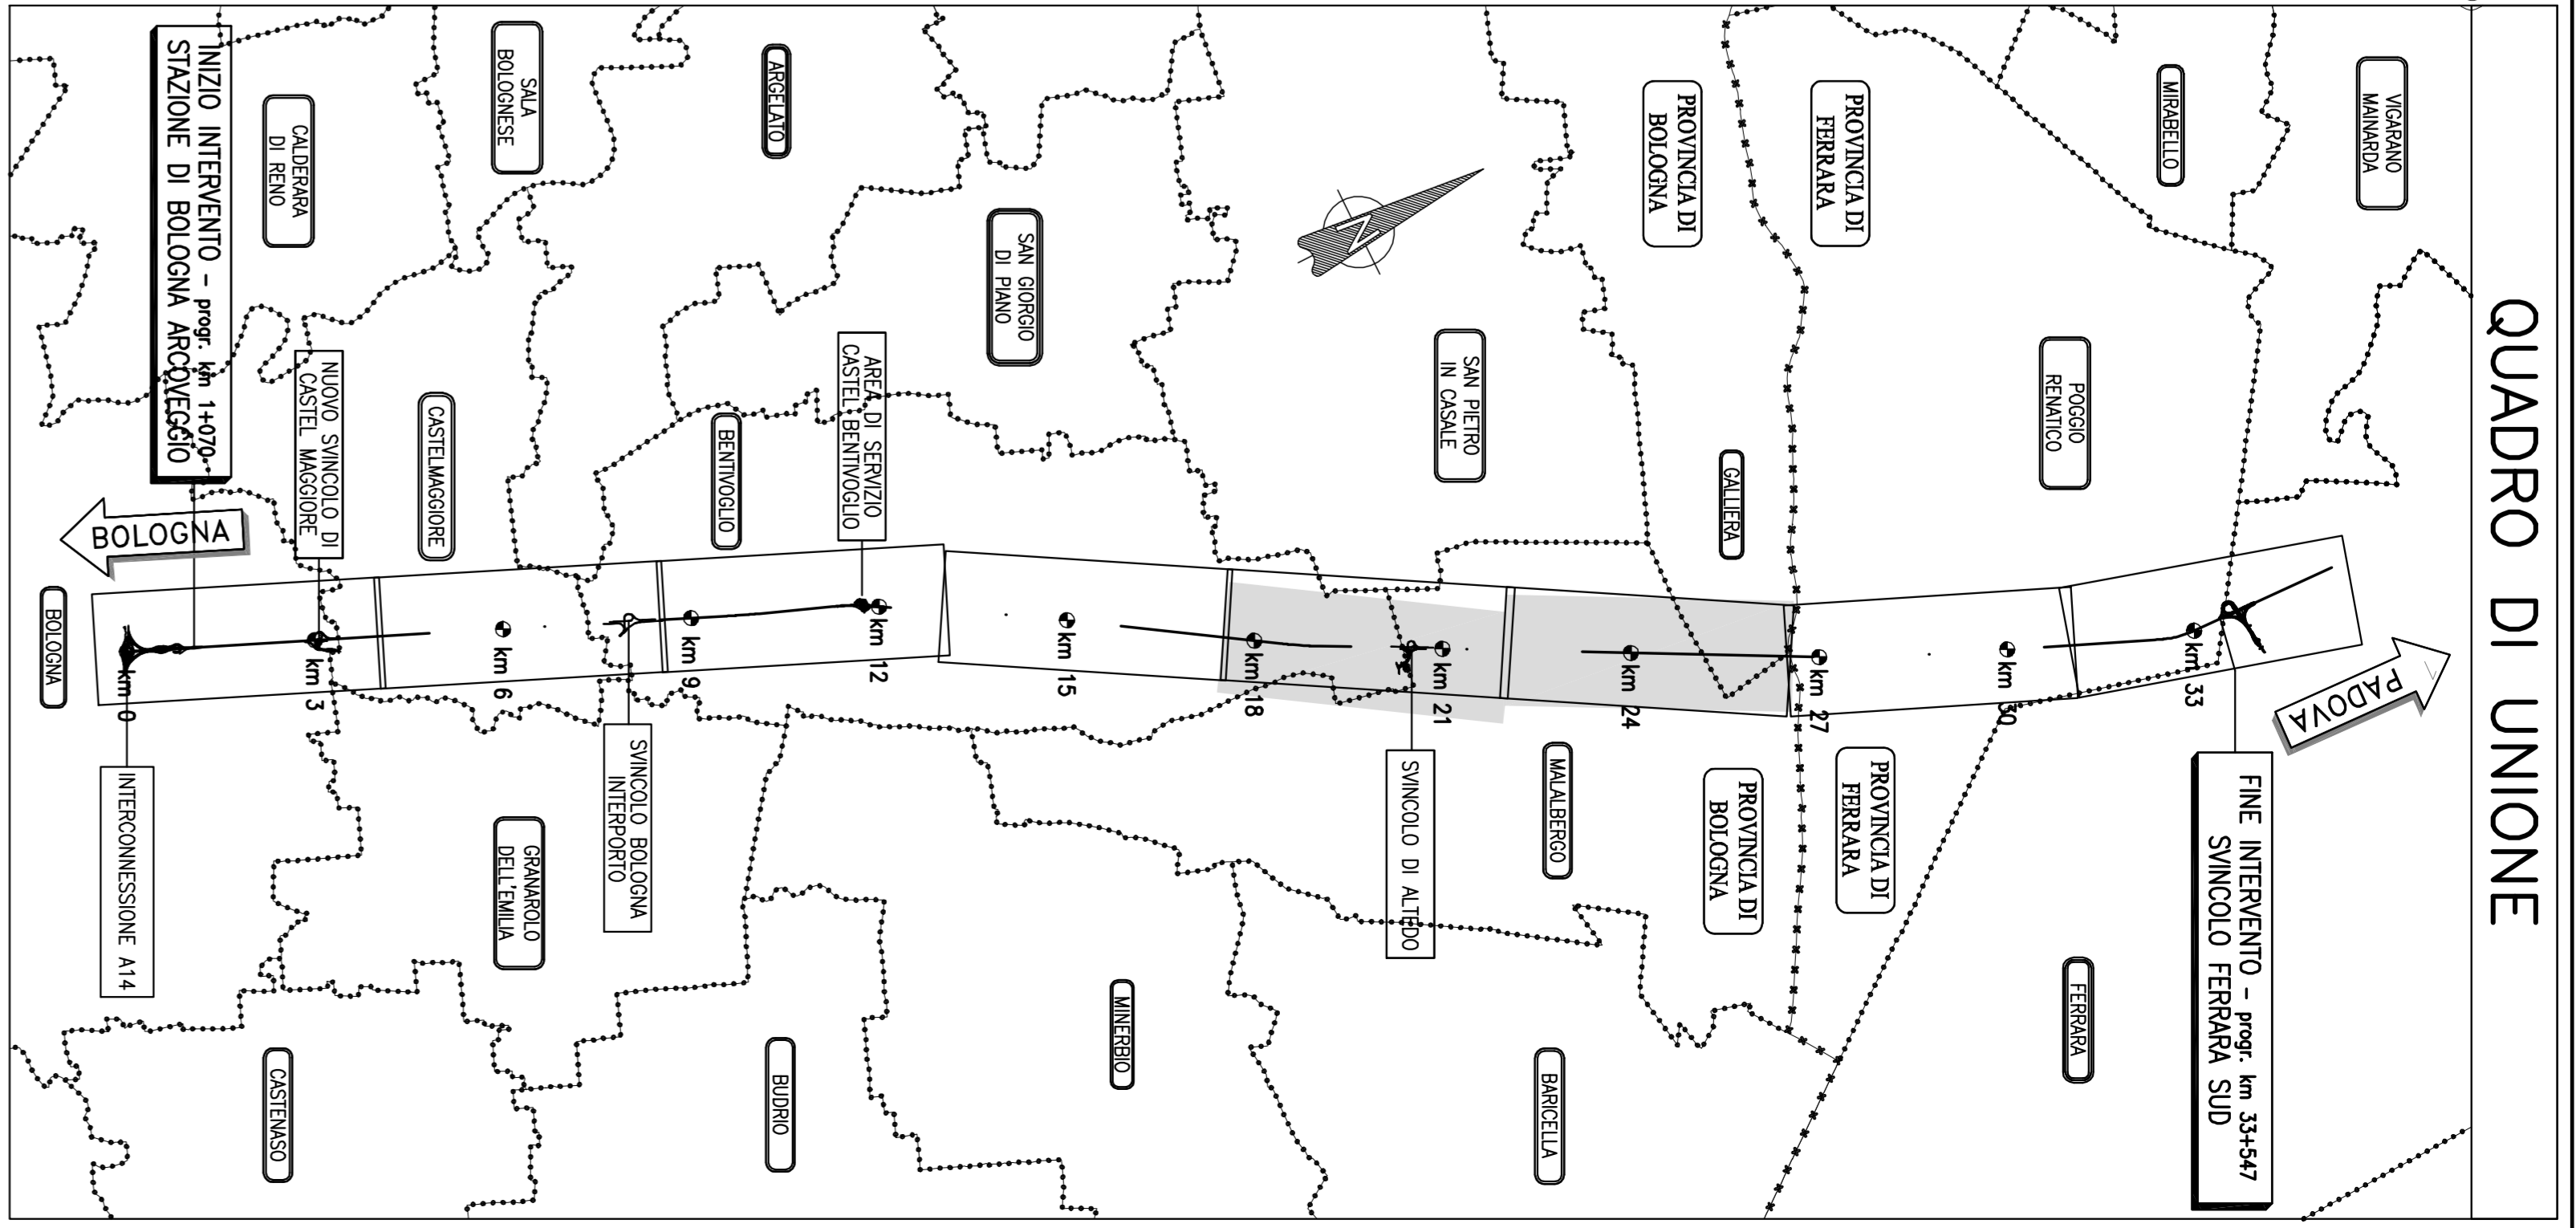 QUADRO DI UNIONE
VIGARANO
MAINARDA
MIRABELLO
PROVINCIA DI
FERRARA
PROVINCIA DI
BOLOGNA
ARGELATO
SALA
BOLOGNESE
CALDERARA
DI RENO
INIZIO INTERVENTO - progr. km 1+070
STAZIONE DI BOLOGNA ARCOVEGGIO
N
SAN GIORGIO
DI PIANO
POGGIO
RENATICO
SAN PIETRO
IN CASALE
GALLIERA
AREA DI SERVIZIO
CASTEL BENTIVOGLIO
BENTIVOGLIO
CASTELMAGGIORE
NUOVO SVINCOLO DI
CASTEL MAGGIORE
BOLOGNA
BOLOGNA
PADOVA
km 33
km 30
km 27
km 24
km 21
km 18
km 15
km 12
km 9
km 6
km 3
km 0
FINE INTERVENTO - progr. km 33+547
SVINCOLO FERRARA SUD
PROVINCIA DI
FERRARA
PROVINCIA DI
BOLOGNA
MALALBERGO
SVINCOLO DI ALTEDO
SVINCOLO BOLOGNA
INTERPORTO
GRANAROLO
DELL'EMILIA
INTERCONNESSIONE A14
FERRARA
MINERBIO
BARICELLA
BUDRIO
CASTENASO